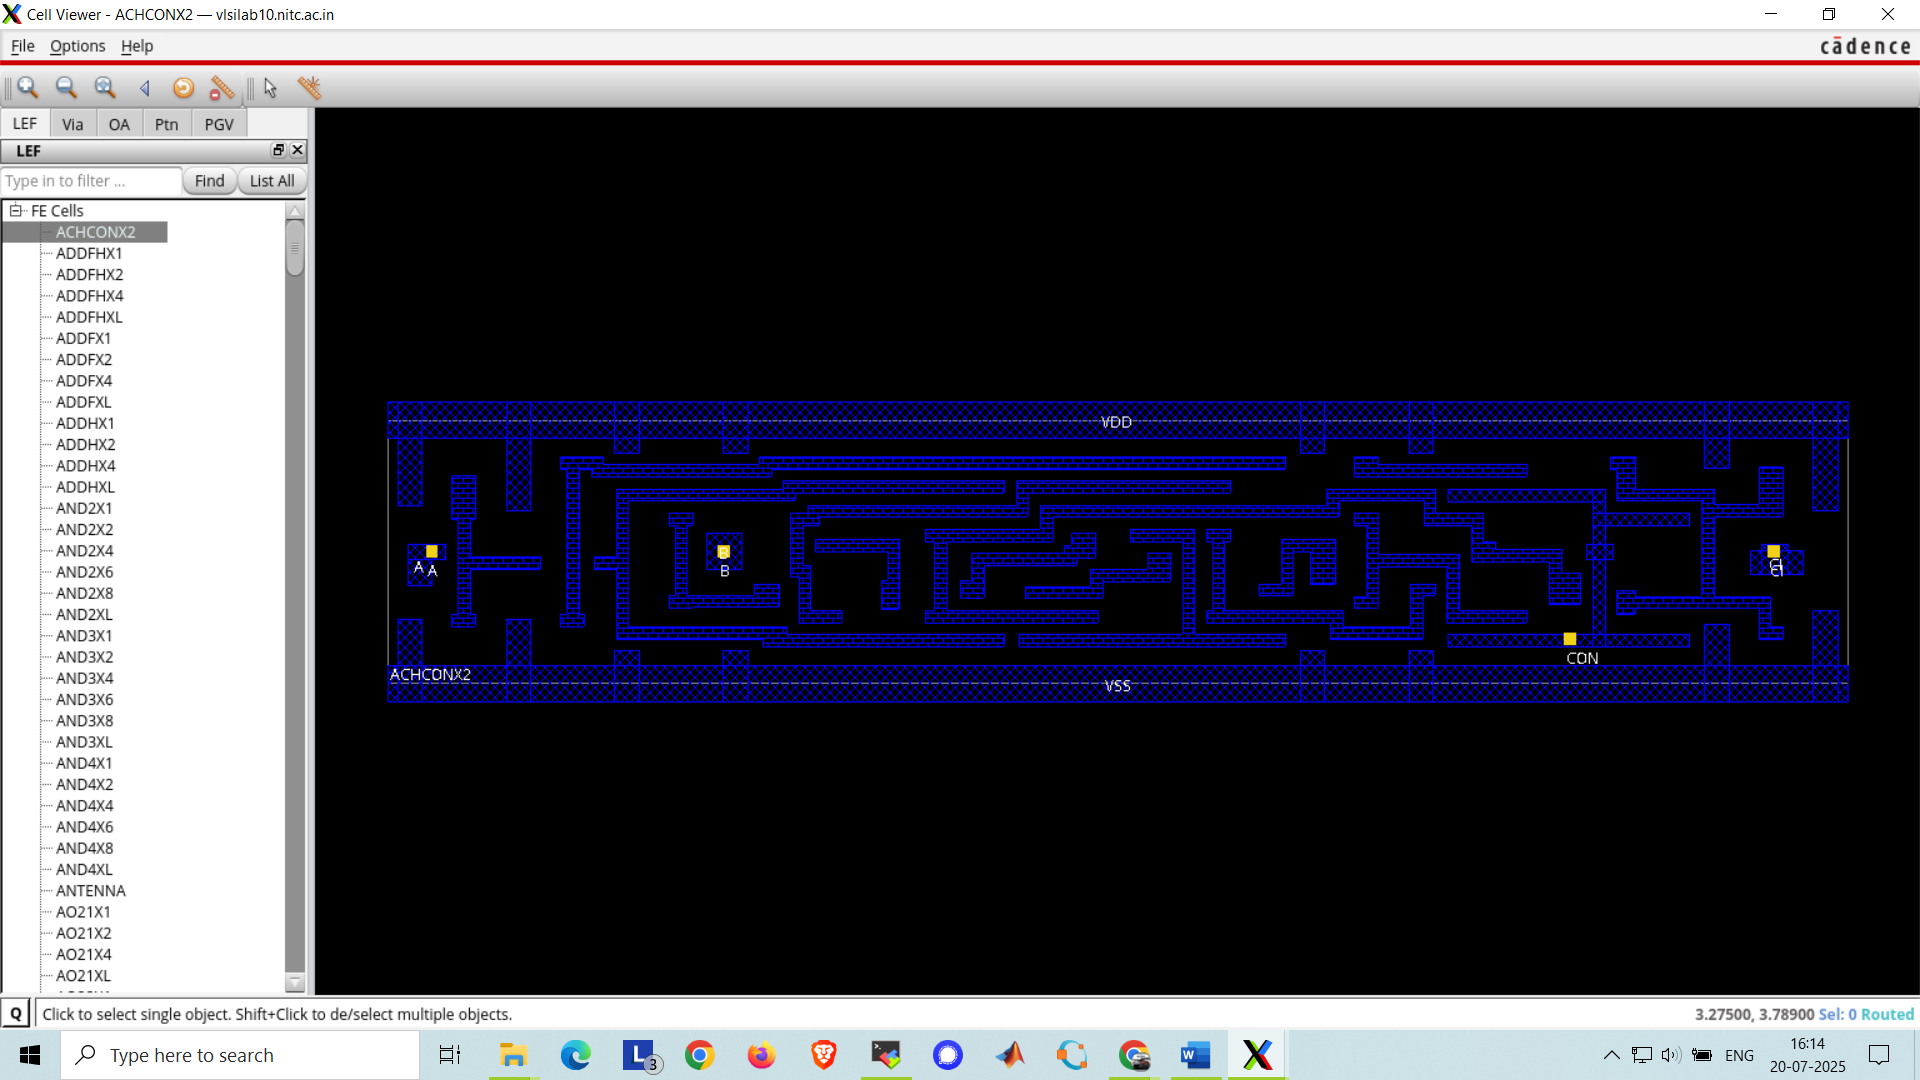 Cell Viewer - ACHCONX2 — vlsilab10.nitc.ac.in
File Options Help
cādence
LEF Via OA Ptn PGV
LEF
Type in to filter ... Find List All
FE Cells
ACHCONX2
ADDFHX1
ADDFHX2
ADDFHX4
ADDFHXL
ADDFX1
ADDFX2
ADDFX4
ADDFXL
ADDHX1
ADDHX2
ADDHX4
ADDHXL
AND2X1
AND2X2
AND2X4
AND2X6
AND2X8
AND2XL
AND3X1
AND3X2
AND3X4
AND3X6
AND3X8
AND3XL
AND4X1
AND4X2
AND4X4
AND4X6
AND4X8
AND4XL
ANTENNA
AO21X1
AO21X2
AO21X4
AO21XL
VDD
A A
B
B
CON
ACHCONX2
VSS
Q Click to select single object. Shift+Click to de/select multiple objects.
3.27500, 3.78900 Sel: 0 Routed
Type here to search
L 3
W
ENG
16:14
20-07-2025